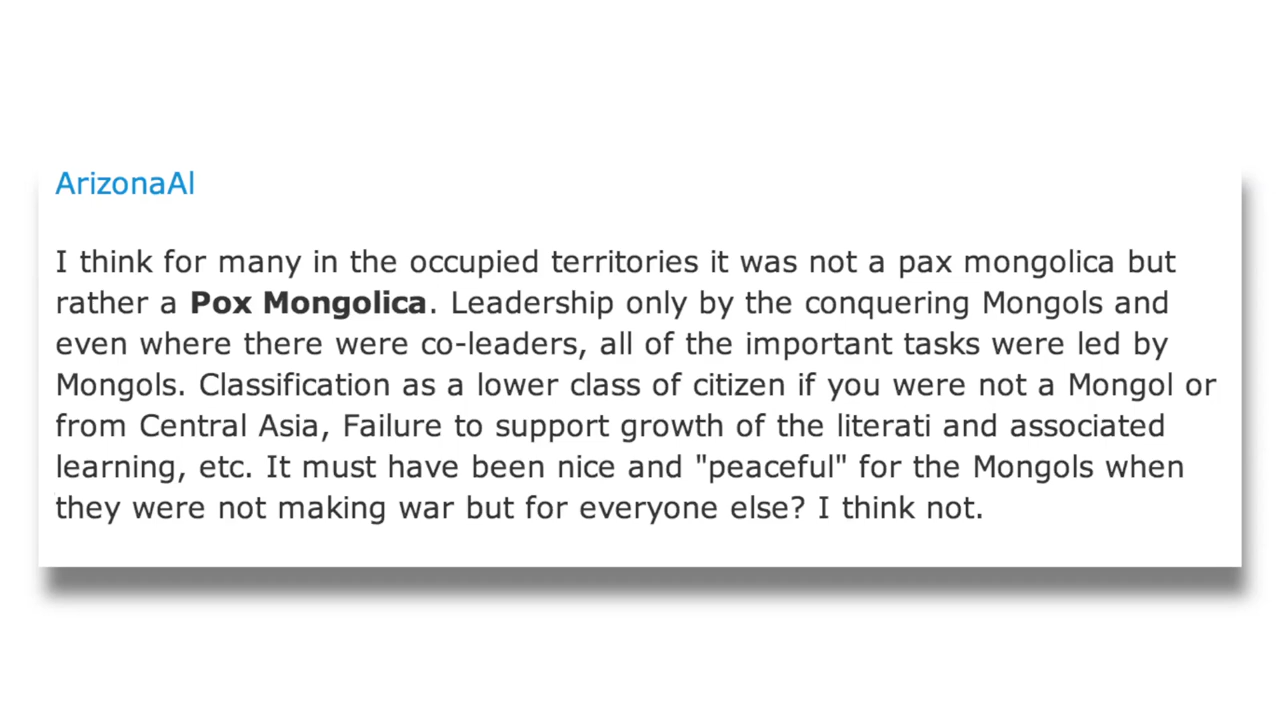 ArizonaAl
I think for many in the occupied territories it was not a pax mongolica but
rather a Pox Mongolica. Leadership only by the conquering Mongols and
even where there were co-leaders, all of the important tasks were led by
Mongols. Classification as a lower class of citizen if you were not a Mongol or
from Central Asia, Failure to support growth of the literati and associated
learning, etc. It must have been nice and "peaceful" for the Mongols when
they were not making war but for everyone else? I think not.